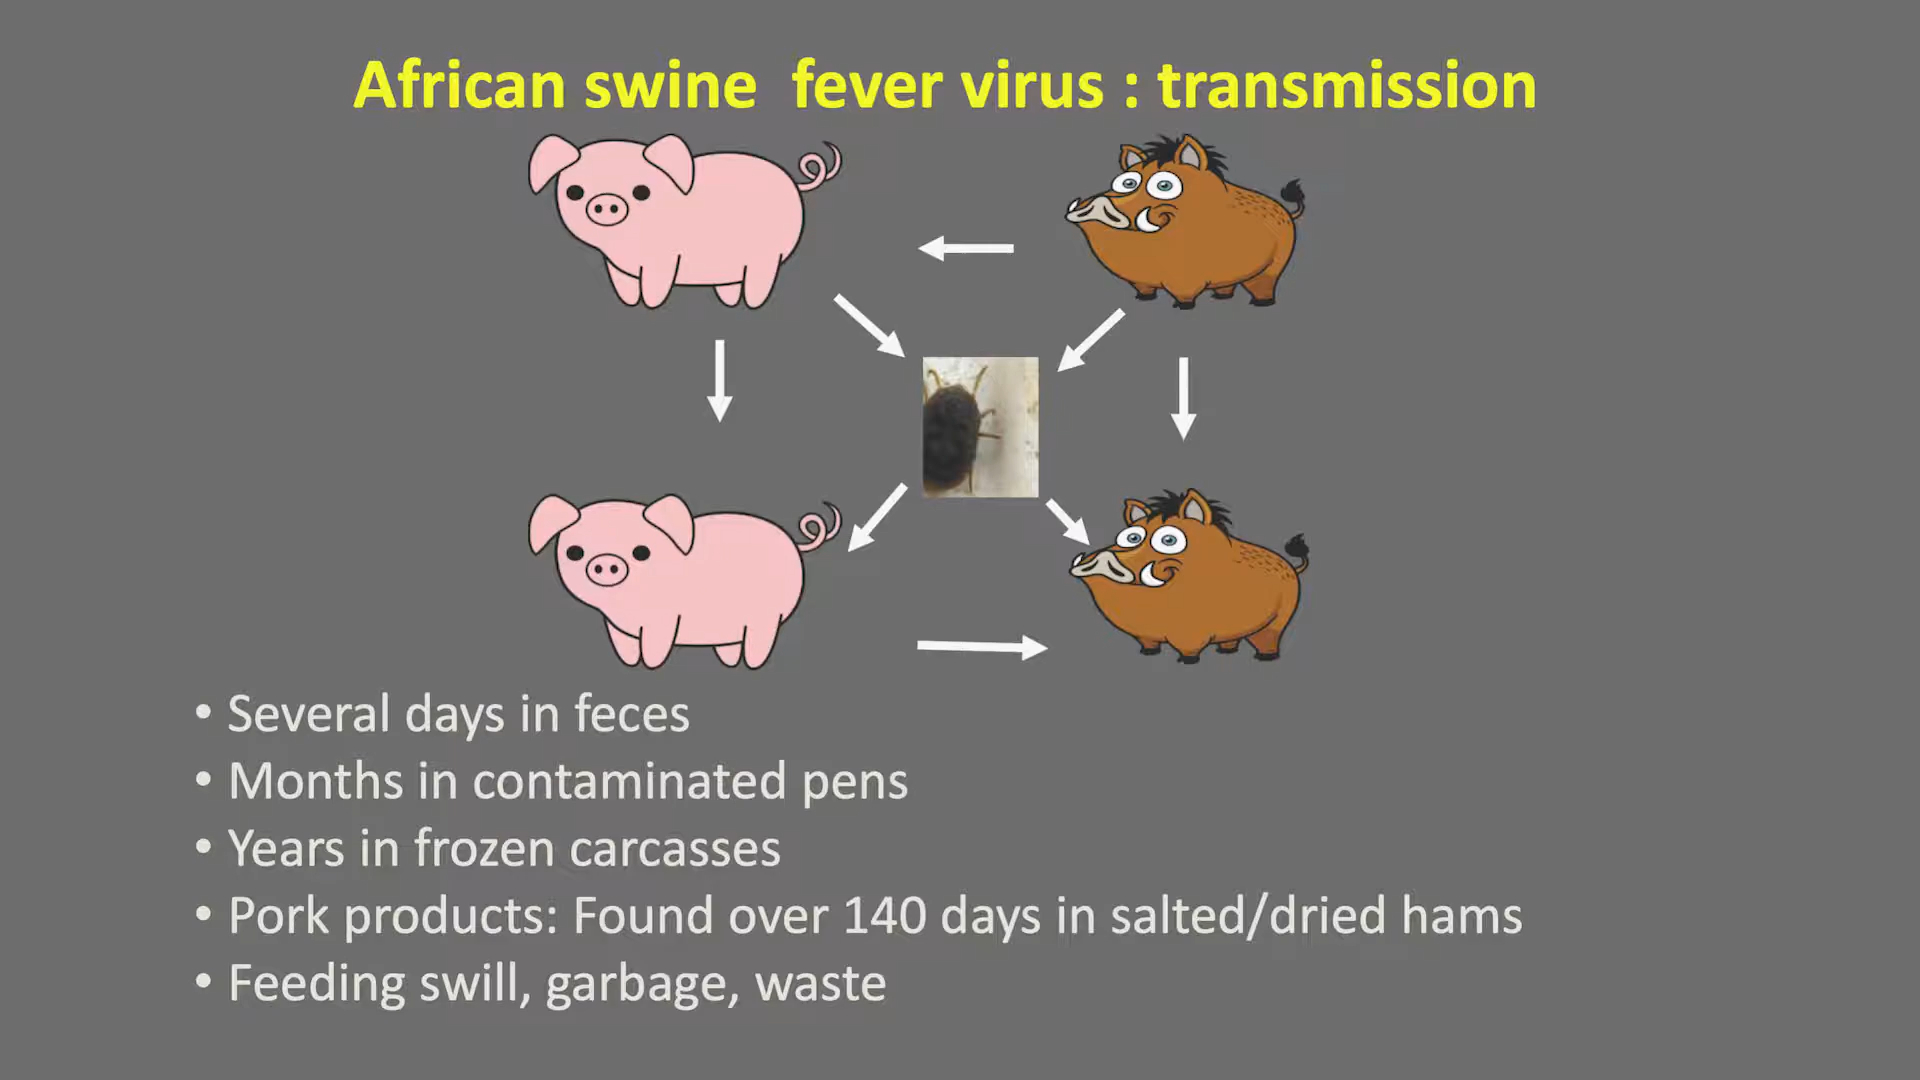 African swine  fever virus : transmission
• Several days in feces
• Months in contaminated pens
• Years in frozen carcasses
• Pork products: Found over 140 days in salted/dried hams
• Feeding swill, garbage, waste